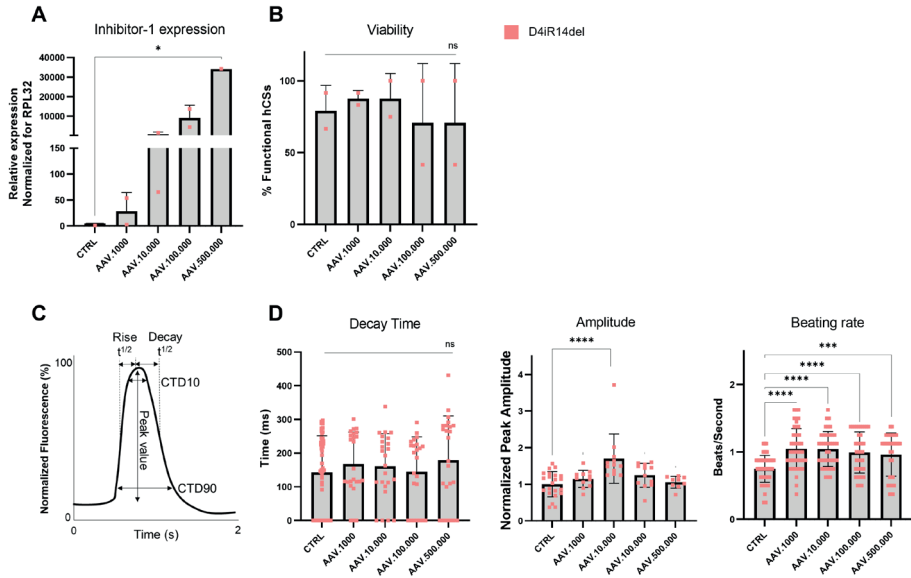 A
Inhibitor-1 expression
*
Relative expression
Normalized for RPL32
40000
30000
20000
10000
150
100
50
0
CTRL
AAV.1000
AAV.10.000
AAV.100.000
AAV.500.000
B
Viability
ns
% Functional hCSs
100
50
0
CTRL
AAV.1000
AAV.10.000
AAV.100.000
AAV.500.000
D4iR14del
C
Rise
t1/2
Decay
t1/2
Normalized Fluorescence (%)
100
0
CTD10
Peak value
CTD90
0
2
Time (s)
D
Decay Time
ns
Time (ms)
500
400
300
200
100
0
CTRL
AAV.1000
AAV.10.000
AAV.100.000
AAV.500.000
Amplitude
****
Normalized Peak Amplitude
5
4
3
2
1
0
CTRL
AAV.1000
AAV.10.000
AAV.100.000
AAV.500.000
Beating rate
***
****
****
****
Beats/Second
2
1
0
CTRL
AAV.1000
AAV.10.000
AAV.100.000
AAV.500.000